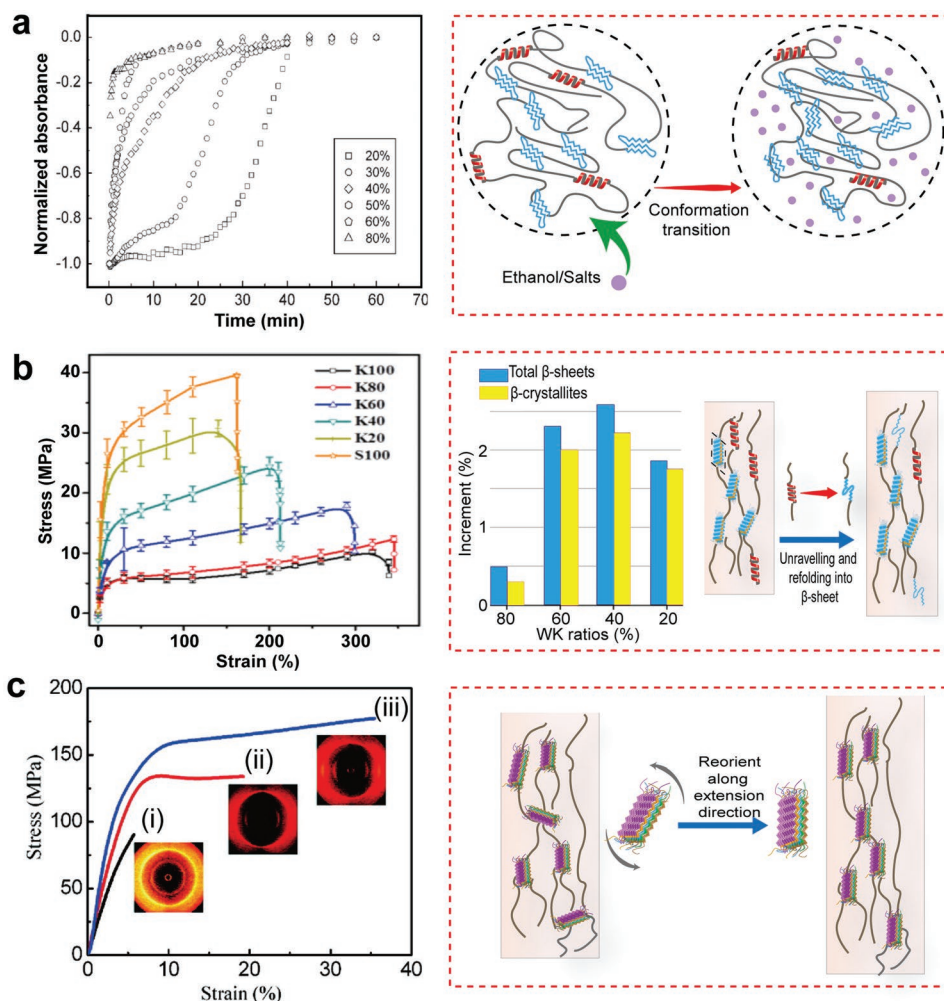 a
Normalized absorbance
0.0
-0.2
-0.4
-0.6
-0.8
-1.0
20%
30%
40%
50%
60%
80%
0 10 20 30 40 50 60 70
Time (min)
Conformation
transition
Ethanol/Salts
b
Stress (MPa)
40
30
20
10
0
K100
K80
K60
K40
K20
S100
0 100 200 300
Strain (%)
Total β-sheets
β-crystallites
Increment (%)
2
1
0
80 60 40 20
WK ratios (%)
Unravelling and
refolding into
β-sheet
c
Stress (MPa)
200
150
100
50
0
(i)
(ii)
(iii)
0 10 20 30 40
Strain (%)
Reorient
along
extension
direction